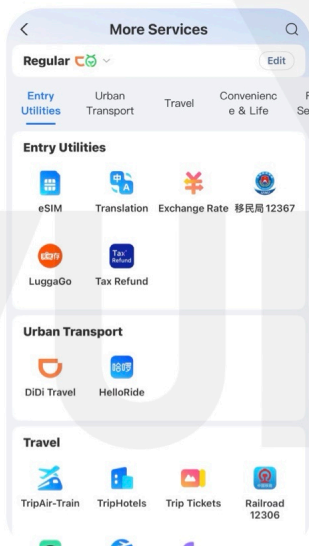 More Services
Regular
Edit
Entry Utilities
Urban Transport
Travel
Convenienc e & Life
Entry Utilities
eSIM
Translation
Exchange Rate
移民局 12367
Tax Refund
LuggaGo
Tax Refund
Urban Transport
哈啰
DiDi Travel
HelloRide
Travel
TripAir-Train
TripHotels
Trip Tickets
Railroad 12306